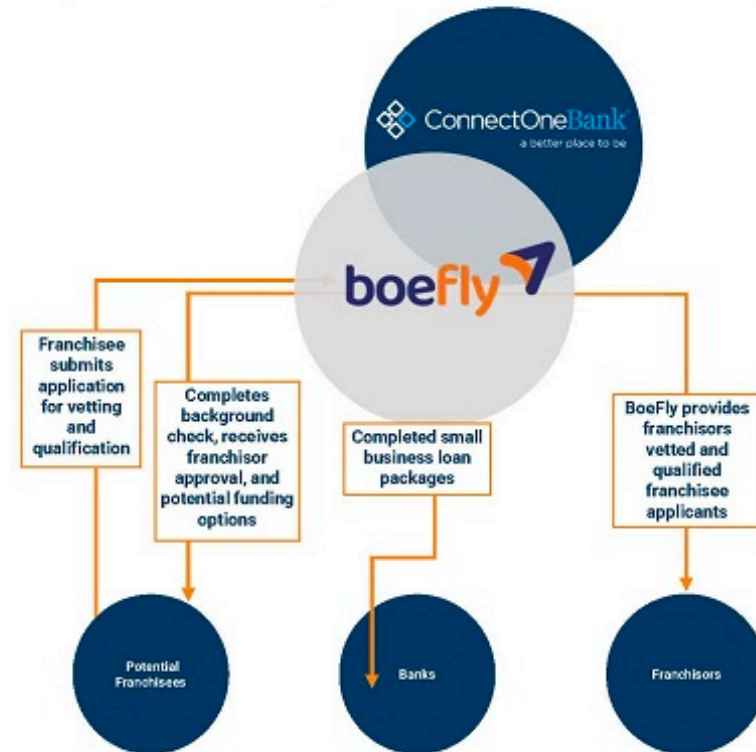 ConnectOneBank
a better place to be
boefly
Franchisee
submits
application
for vetting
and
qualification
Completes
background
check, receives
franchisor
approval, and
potential funding
options
Completed small
business loan
packages
BoeFly provides
franchisors
vetted and
qualified
franchisee
applicants
Potential
Franchisees
Banks
Franchisors